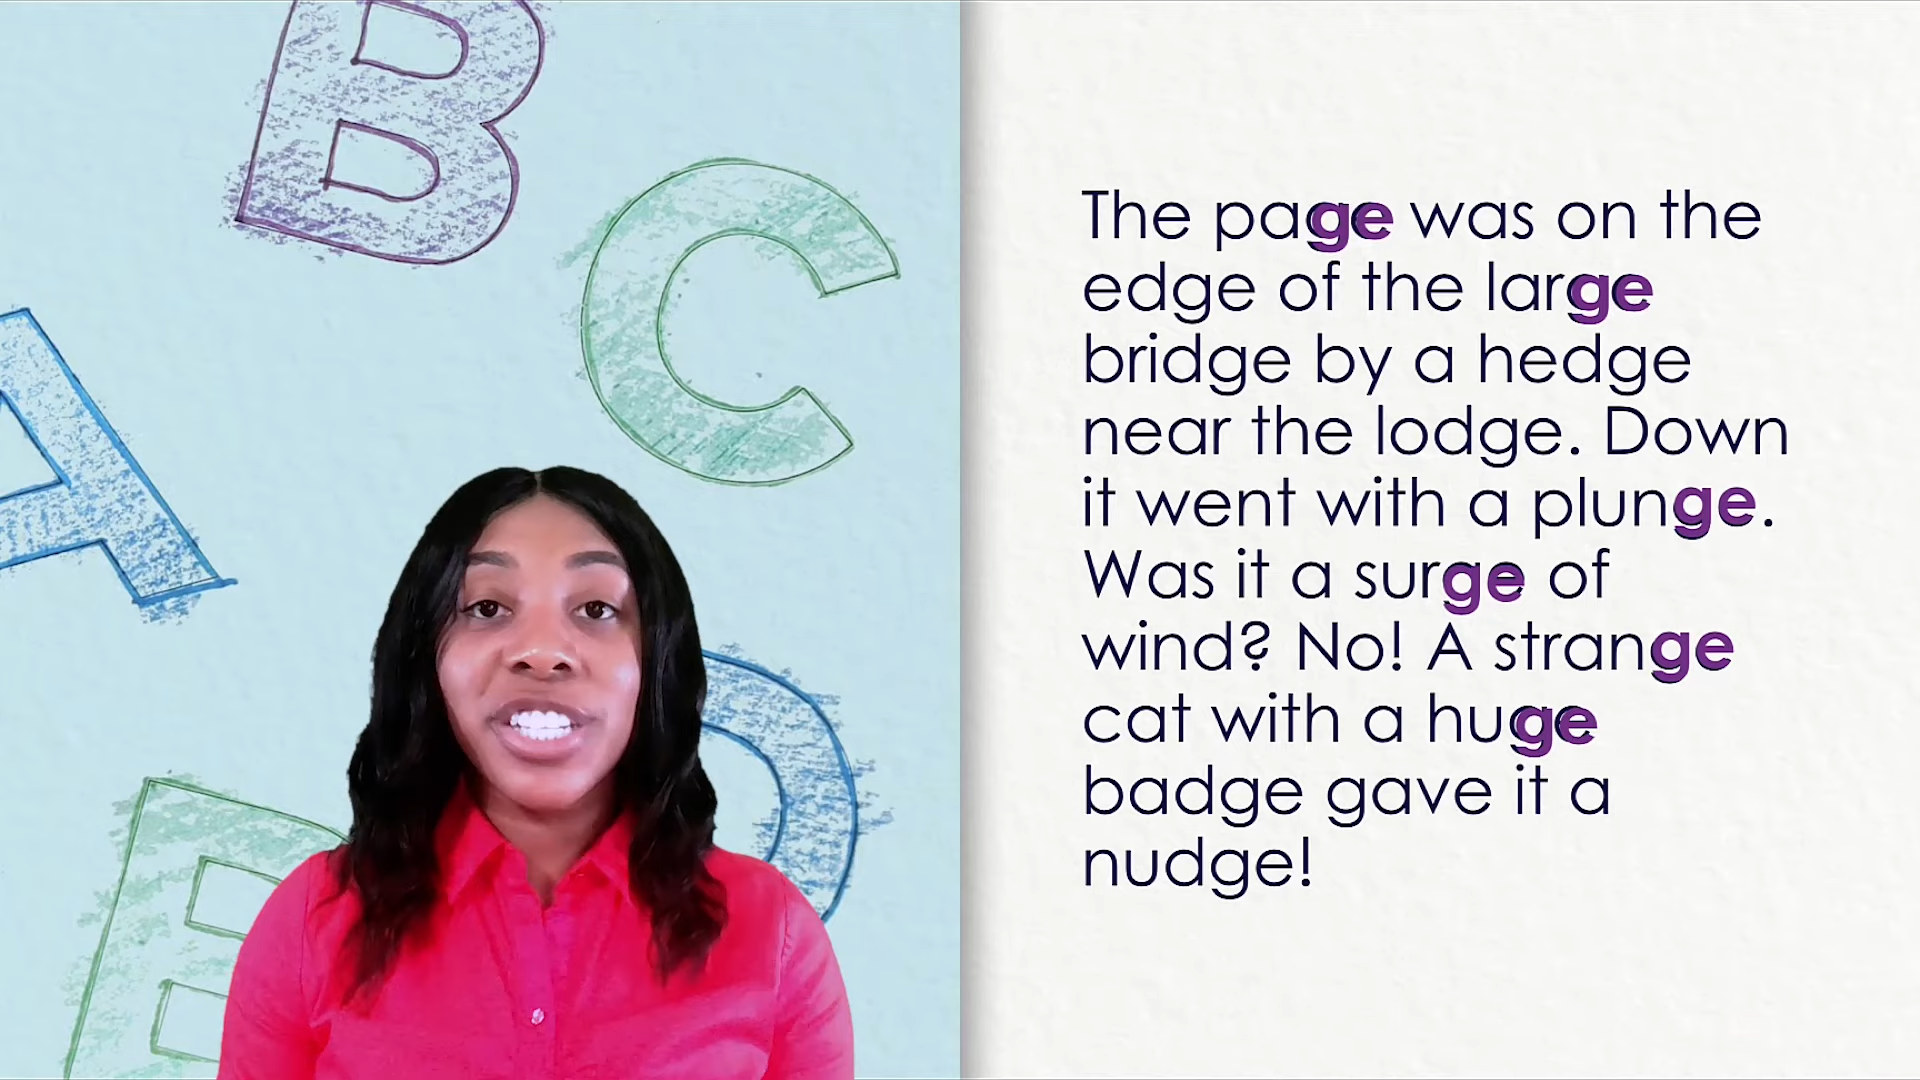 B
C
A
D
E
The page was on the
edge of the large
bridge by a hedge
near the lodge. Down
it went with a plunge.
Was it a surge of
wind? No! A strange
cat with a huge
badge gave it a
nudge!